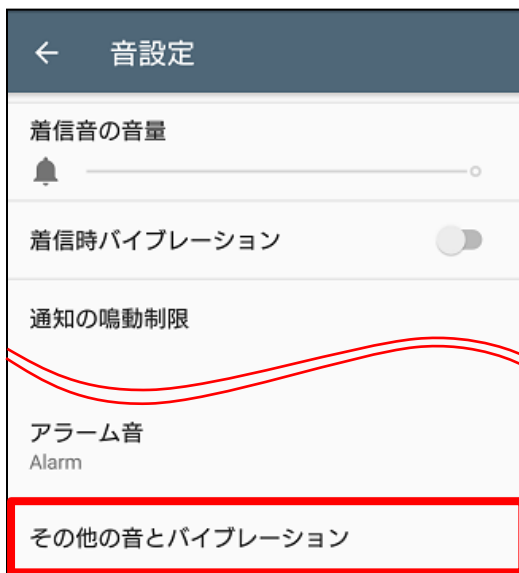 音設定
着信音の音量
着信時バイブレーション
通知の鳴動制限
アラーム音
Alarm
その他の音とバイブレーション